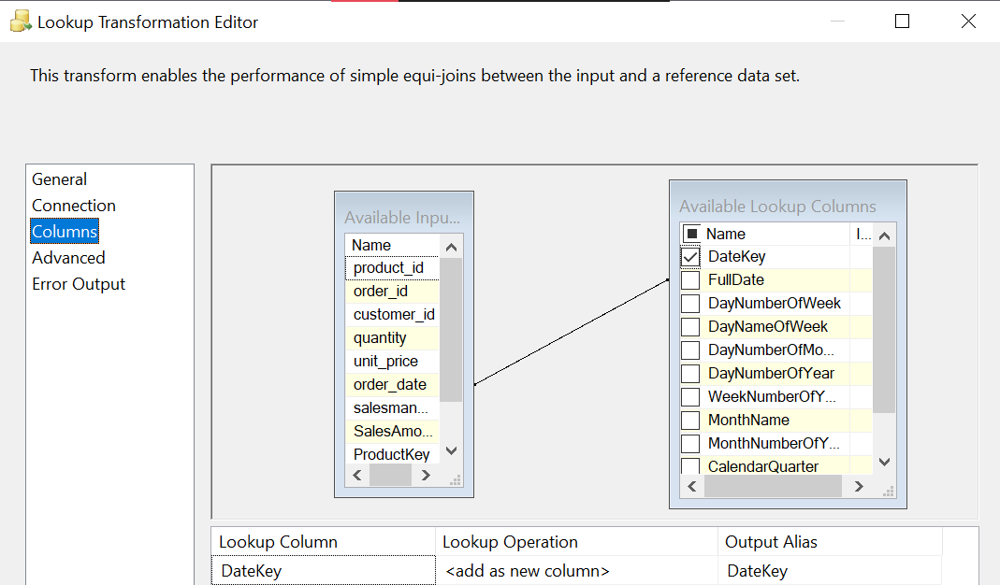 Lookup Transformation Editor
This transform enables the performance of simple equi-joins between the input and a reference data set.
General
Connection
Columns
Advanced
Error Output
Available Inpu...
Name
product_id
order_id
customer_id
quantity
unit_price
order_date
salesman...
SalesAmo...
ProductKey
Available Lookup Columns
Name I...
DateKey
FullDate
DayNumberOfWeek
DayNameOfWeek
DayNumberOfMo...
DayNumberOfYear
WeekNumberOfY...
MonthName
MonthNumberOfY...
CalendarQuarter
Lookup Column Lookup Operation Output Alias
DateKey <add as new column> DateKey